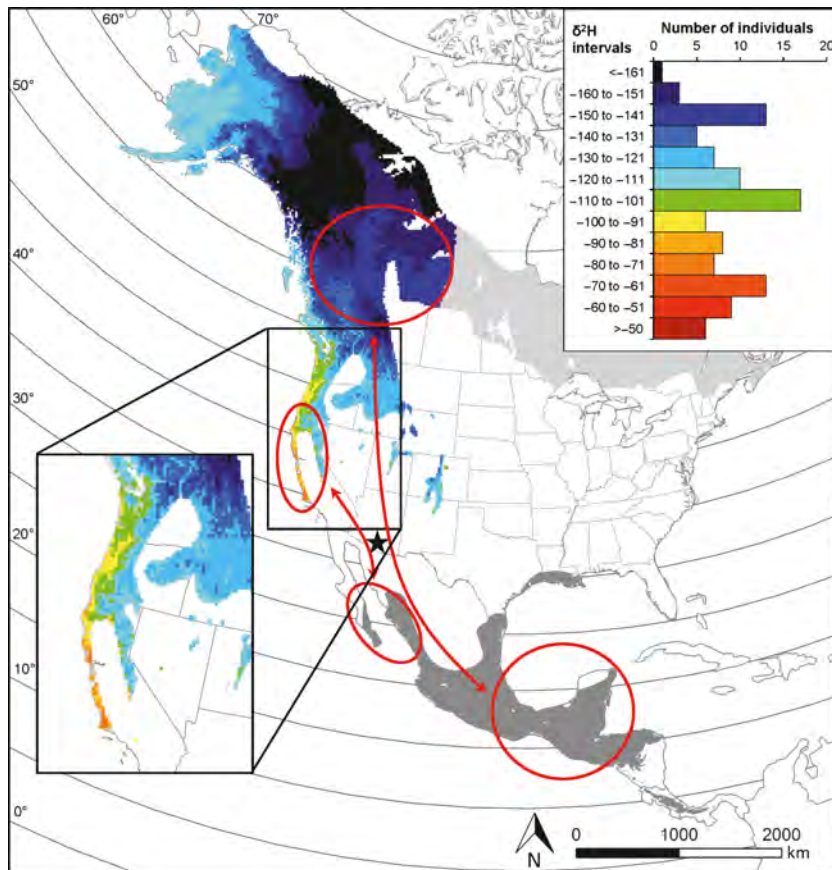 60°
70°
50°
40°
30°
20°
10°
0°
δ²H
intervals
Number of individuals
0 5 10 15 20
<−161
−160 to −151
−150 to −141
−140 to −131
−130 to −121
−120 to −111
−110 to −101
−100 to −91
−90 to −81
−80 to −71
−70 to −61
−60 to −51
>−50
N
0 1000 2000
km